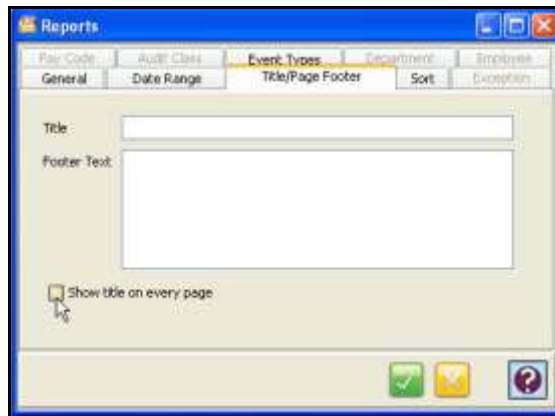 Reports
Pay Code Audit Class Event Types Department Employee
General Date Range Title/Page Footer Sort Exception
Title
Footer Text
Show title on every page
?